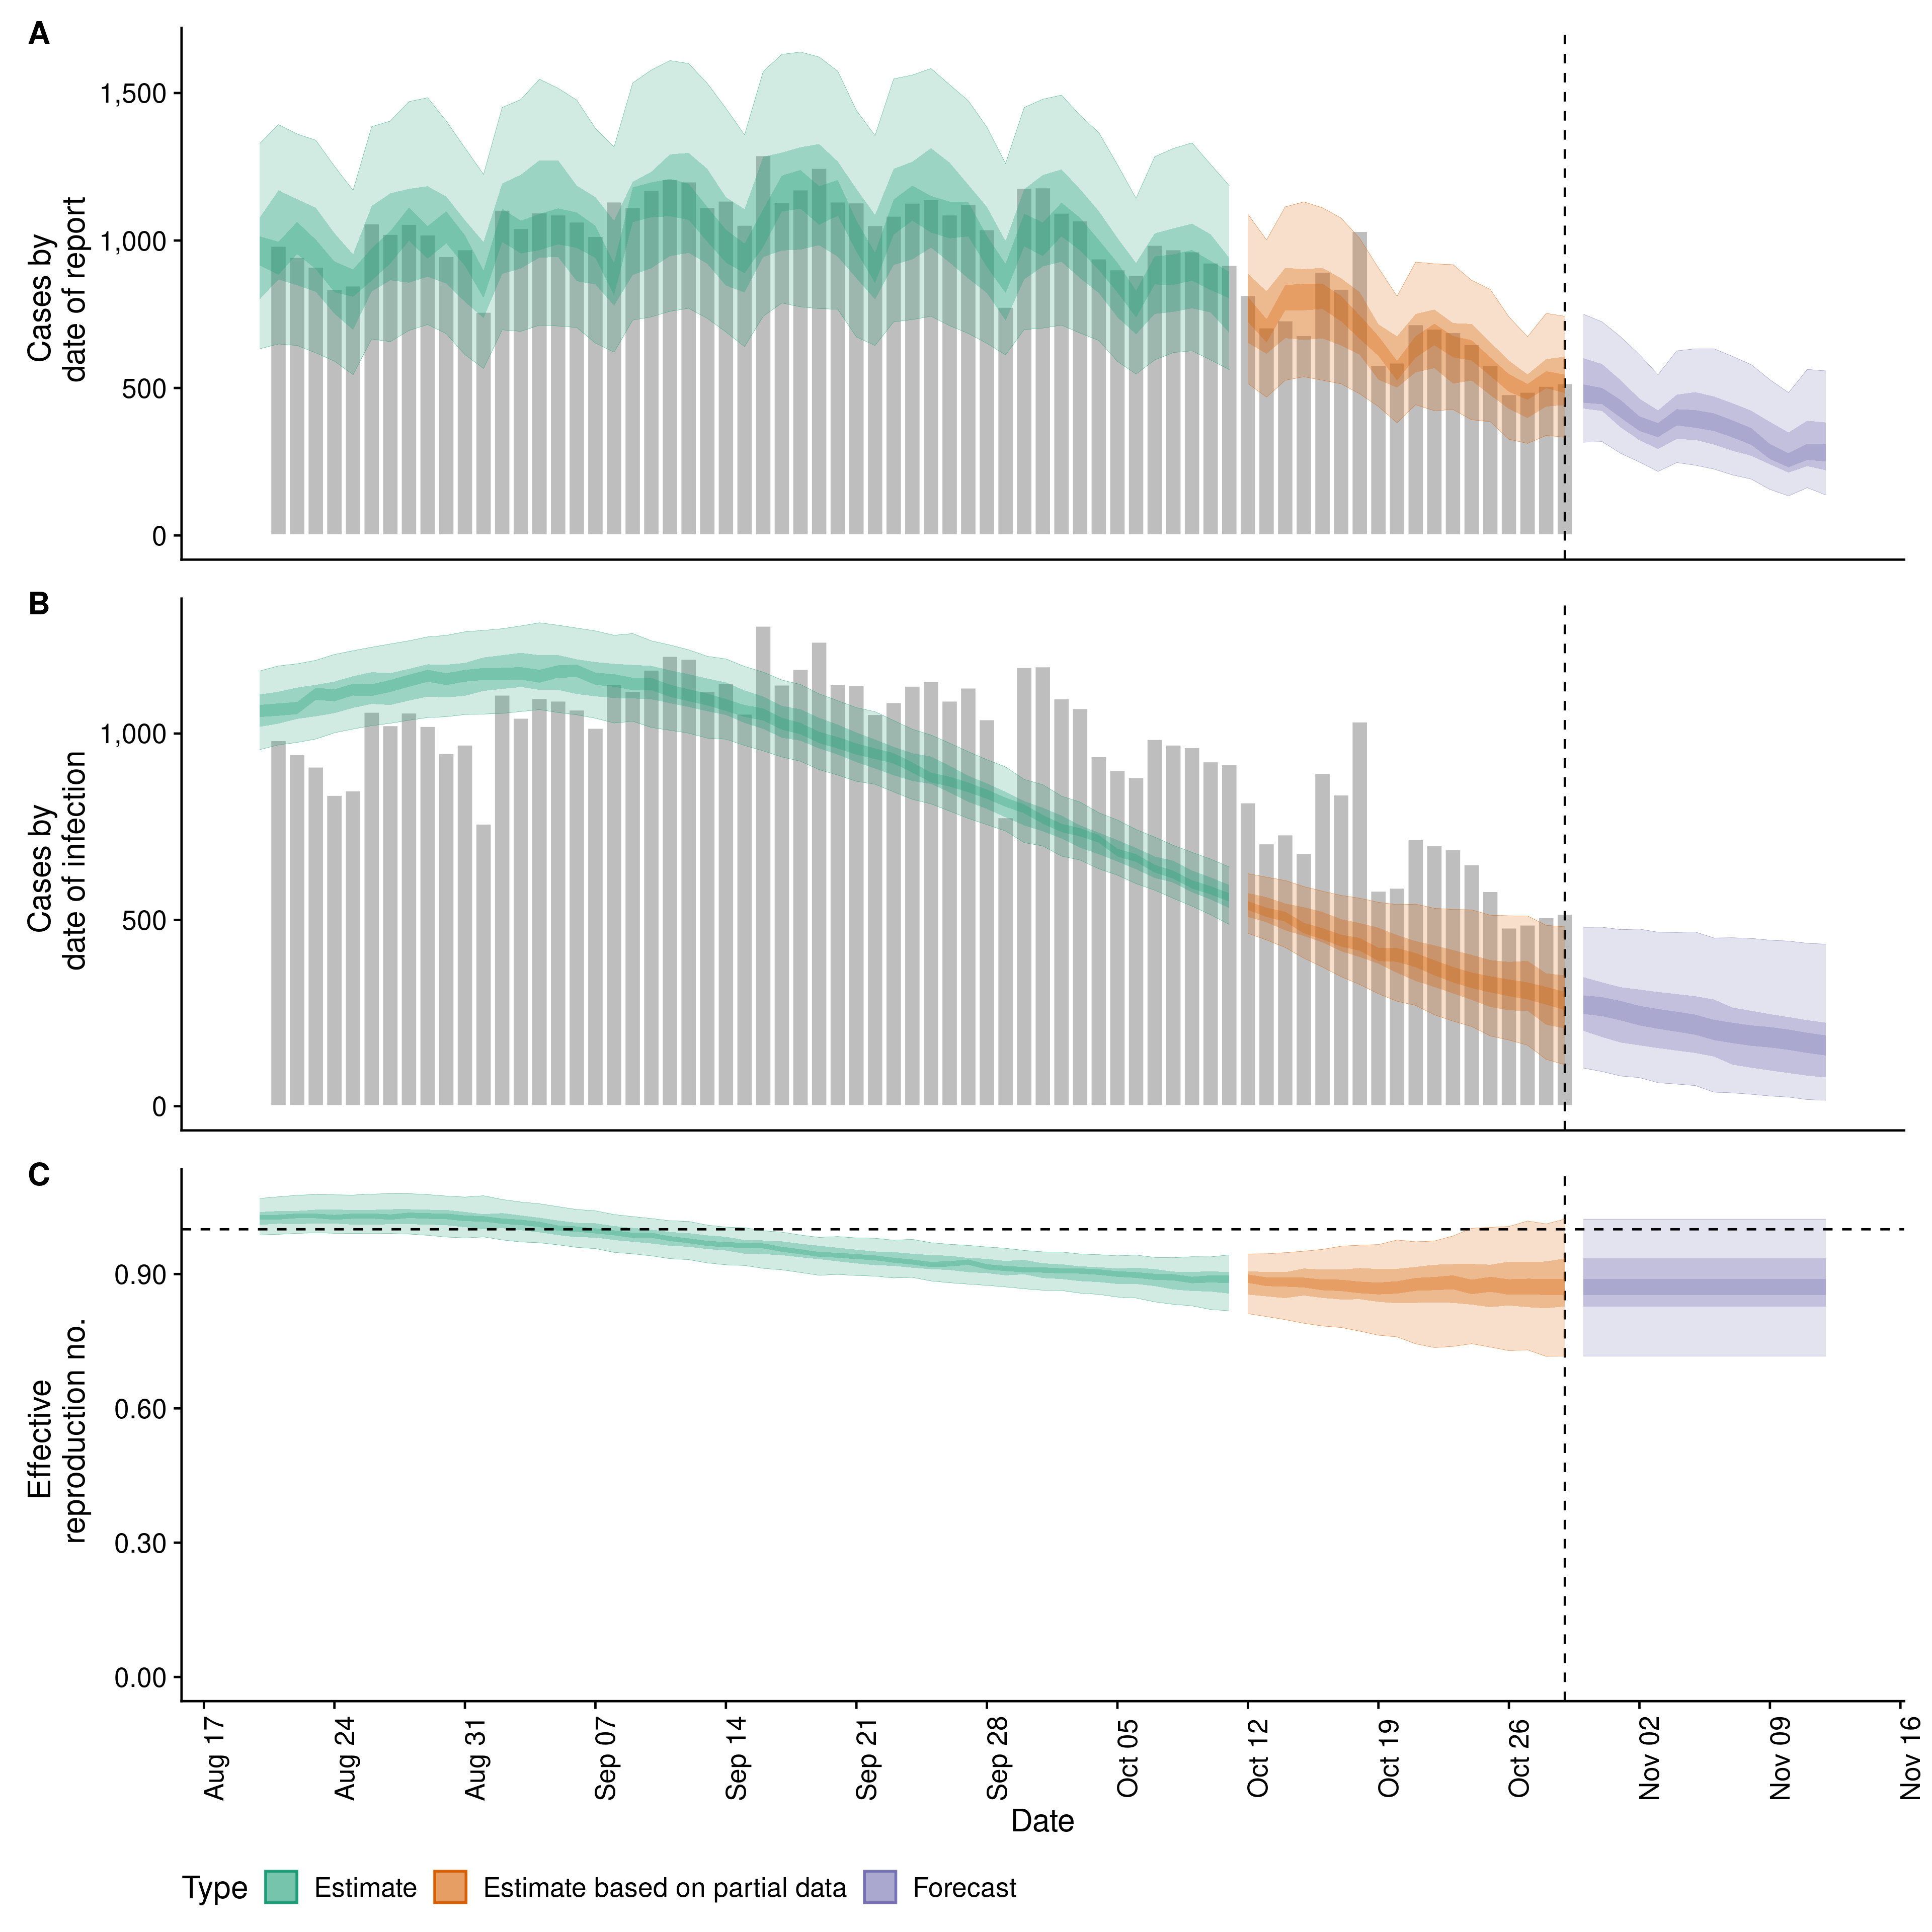 A
Cases by
date of report
1,500
1,000
500
0
B
Cases by
date of infection
1,000
500
0
C
Effective
reproduction no.
0.90
0.60
0.30
0.00
Aug 17
Aug 24
Aug 31
Sep 07
Sep 14
Sep 21
Sep 28
Oct 05
Oct 12
Oct 19
Oct 26
Nov 02
Nov 09
Nov 16
Date
Type Estimate Estimate based on partial data Forecast